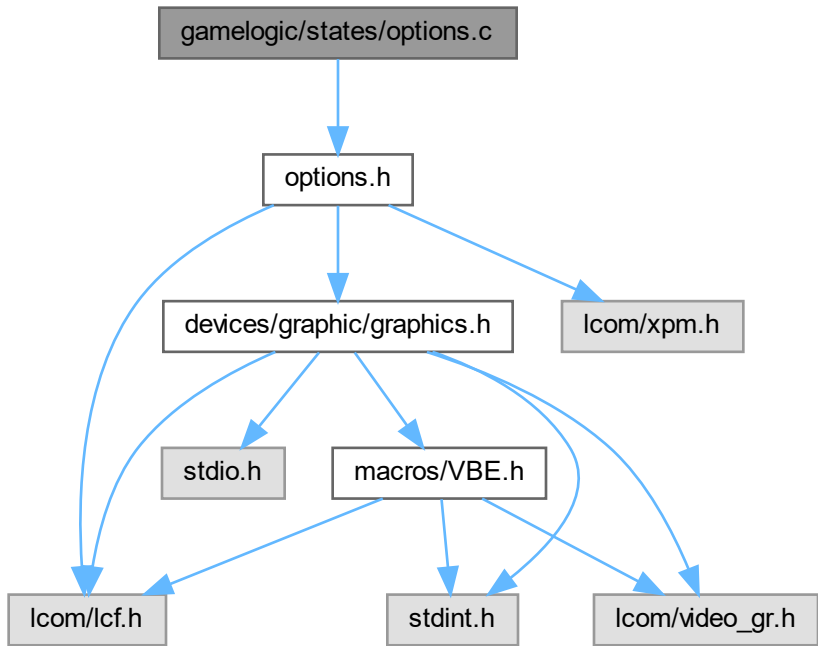 gamelogic/states/options.c
options.h
devices/graphic/graphics.h
lcom/xpm.h
stdio.h
macros/VBE.h
lcom/lcf.h
stdint.h
lcom/video_gr.h